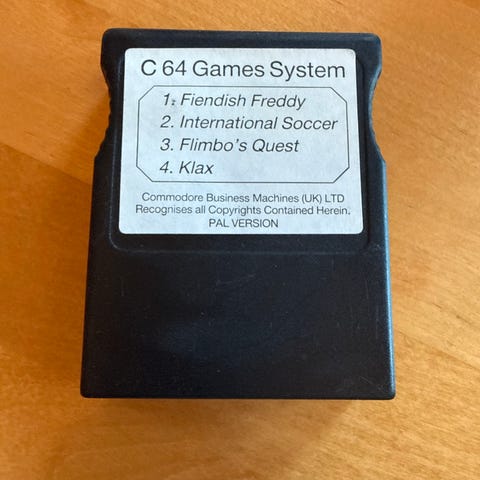 C 64 Games System
1. Fiendish Freddy
2. International Soccer
3. Flimbo's Quest
4. Klax
Commodore Business Machines (UK) LTD
Recognises all Copyrights Contained Herein.
PAL VERSION